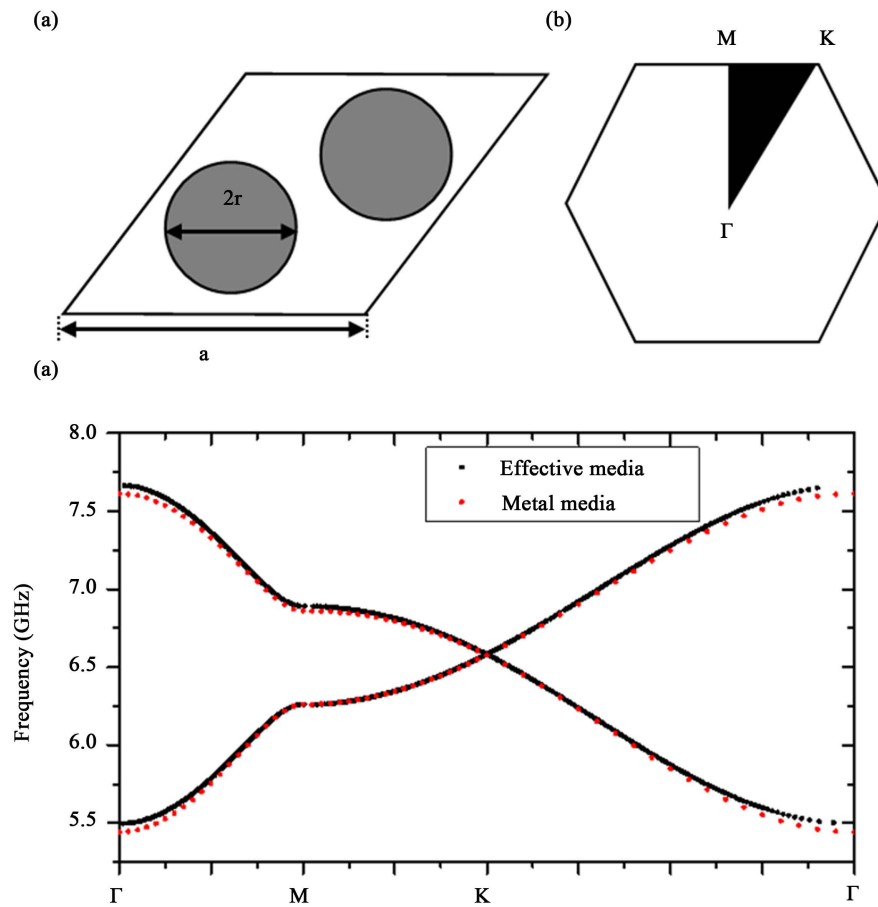 (a)
(b)
M K
2r
Γ
a
(a)
8.0
7.5
7.0
6.5
6.0
5.5
Frequency (GHz)
Effective media
Metal media
Γ M K Γ